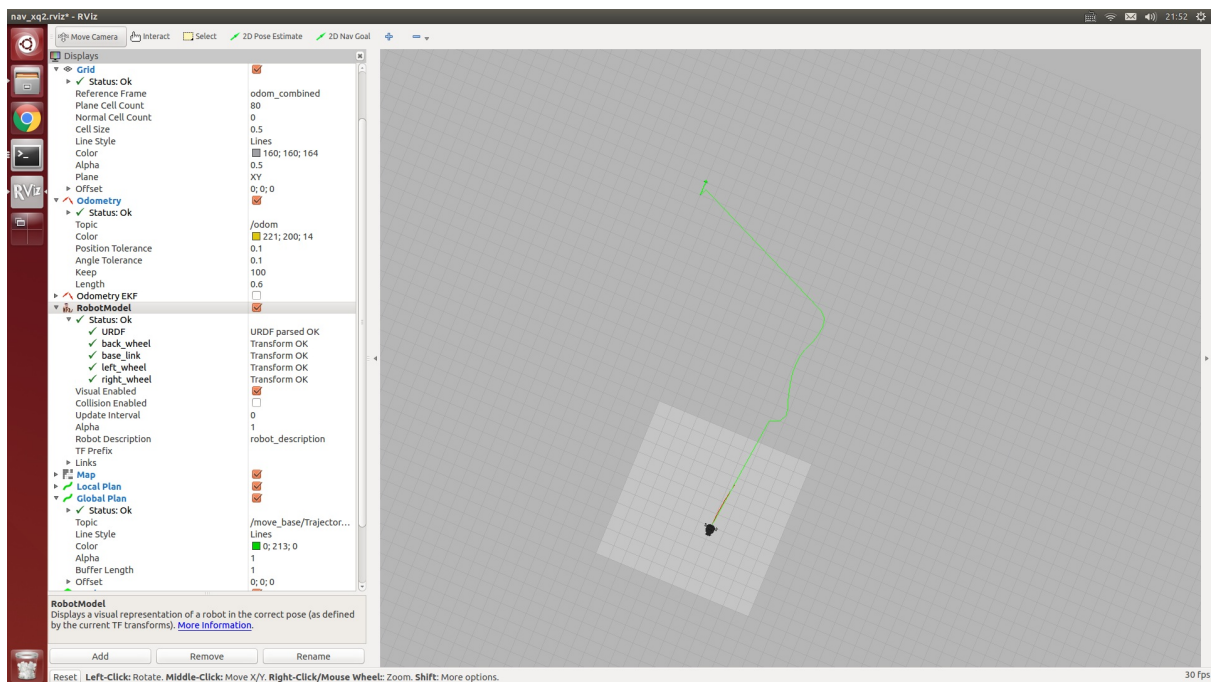 nav_xq2.rviz* - RViz
21:52
Move Camera Interact Select 2D Pose Estimate 2D Nav Goal
Displays
Grid
Status: Ok
Reference Frame odom_combined
Plane Cell Count 80
Normal Cell Count 0
Cell Size 0.5
Line Style Lines
Color 160; 160; 164
Alpha 0.5
Plane XY
Offset 0; 0; 0
Odometry
Status: Ok
Topic /odom
Color 221; 200; 14
Position Tolerance 0.1
Angle Tolerance 0.1
Keep 100
Length 0.6
Odometry EKF
RobotModel
Status: Ok
URDF URDF parsed OK
back_wheel Transform OK
base_link Transform OK
left_wheel Transform OK
right_wheel Transform OK
Visual Enabled
Collision Enabled
Update Interval 0
Alpha 1
Robot Description robot_description
TF Prefix
Links
Map
Local Plan
Global Plan
Status: Ok
Topic /move_base/Trajector...
Line Style Lines
Color 0; 213; 0
Alpha 1
Buffer Length 1
Offset 0; 0; 0
RobotModel
Displays a visual representation of a robot in the correct pose (as defined
by the current TF transforms). More Information.
Add Remove Rename
Reset Left-Click: Rotate. Middle-Click: Move X/Y. Right-Click/Mouse Wheel:: Zoom. Shift: More options. 30 fps
RViz